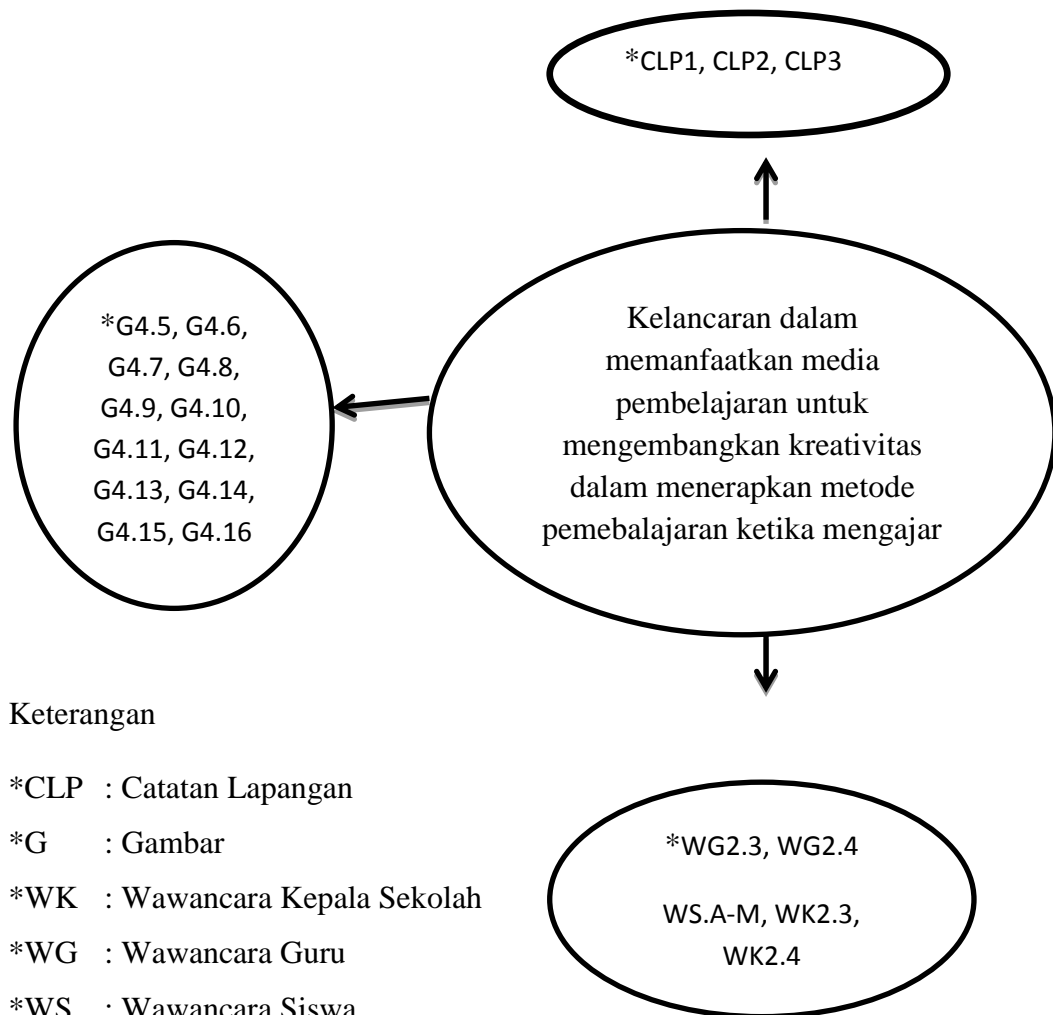 *CLP1, CLP2, CLP3
*G4.5, G4.6,
G4.7, G4.8,
G4.9, G4.10,
G4.11, G4.12,
G4.13, G4.14,
G4.15, G4.16
Kelancaran dalam
memanfaatkan media
pembelajaran untuk
mengembangkan kreativitas
dalam menerapkan metode
pemebalajaran ketika mengajar
Keterangan
*CLP : Catatan Lapangan
*G : Gambar
*WK : Wawancara Kepala Sekolah
*WG : Wawancara Guru
*WS : Wawancara Siswa
*WG2.3, WG2.4
WS.A-M, WK2.3,
WK2.4